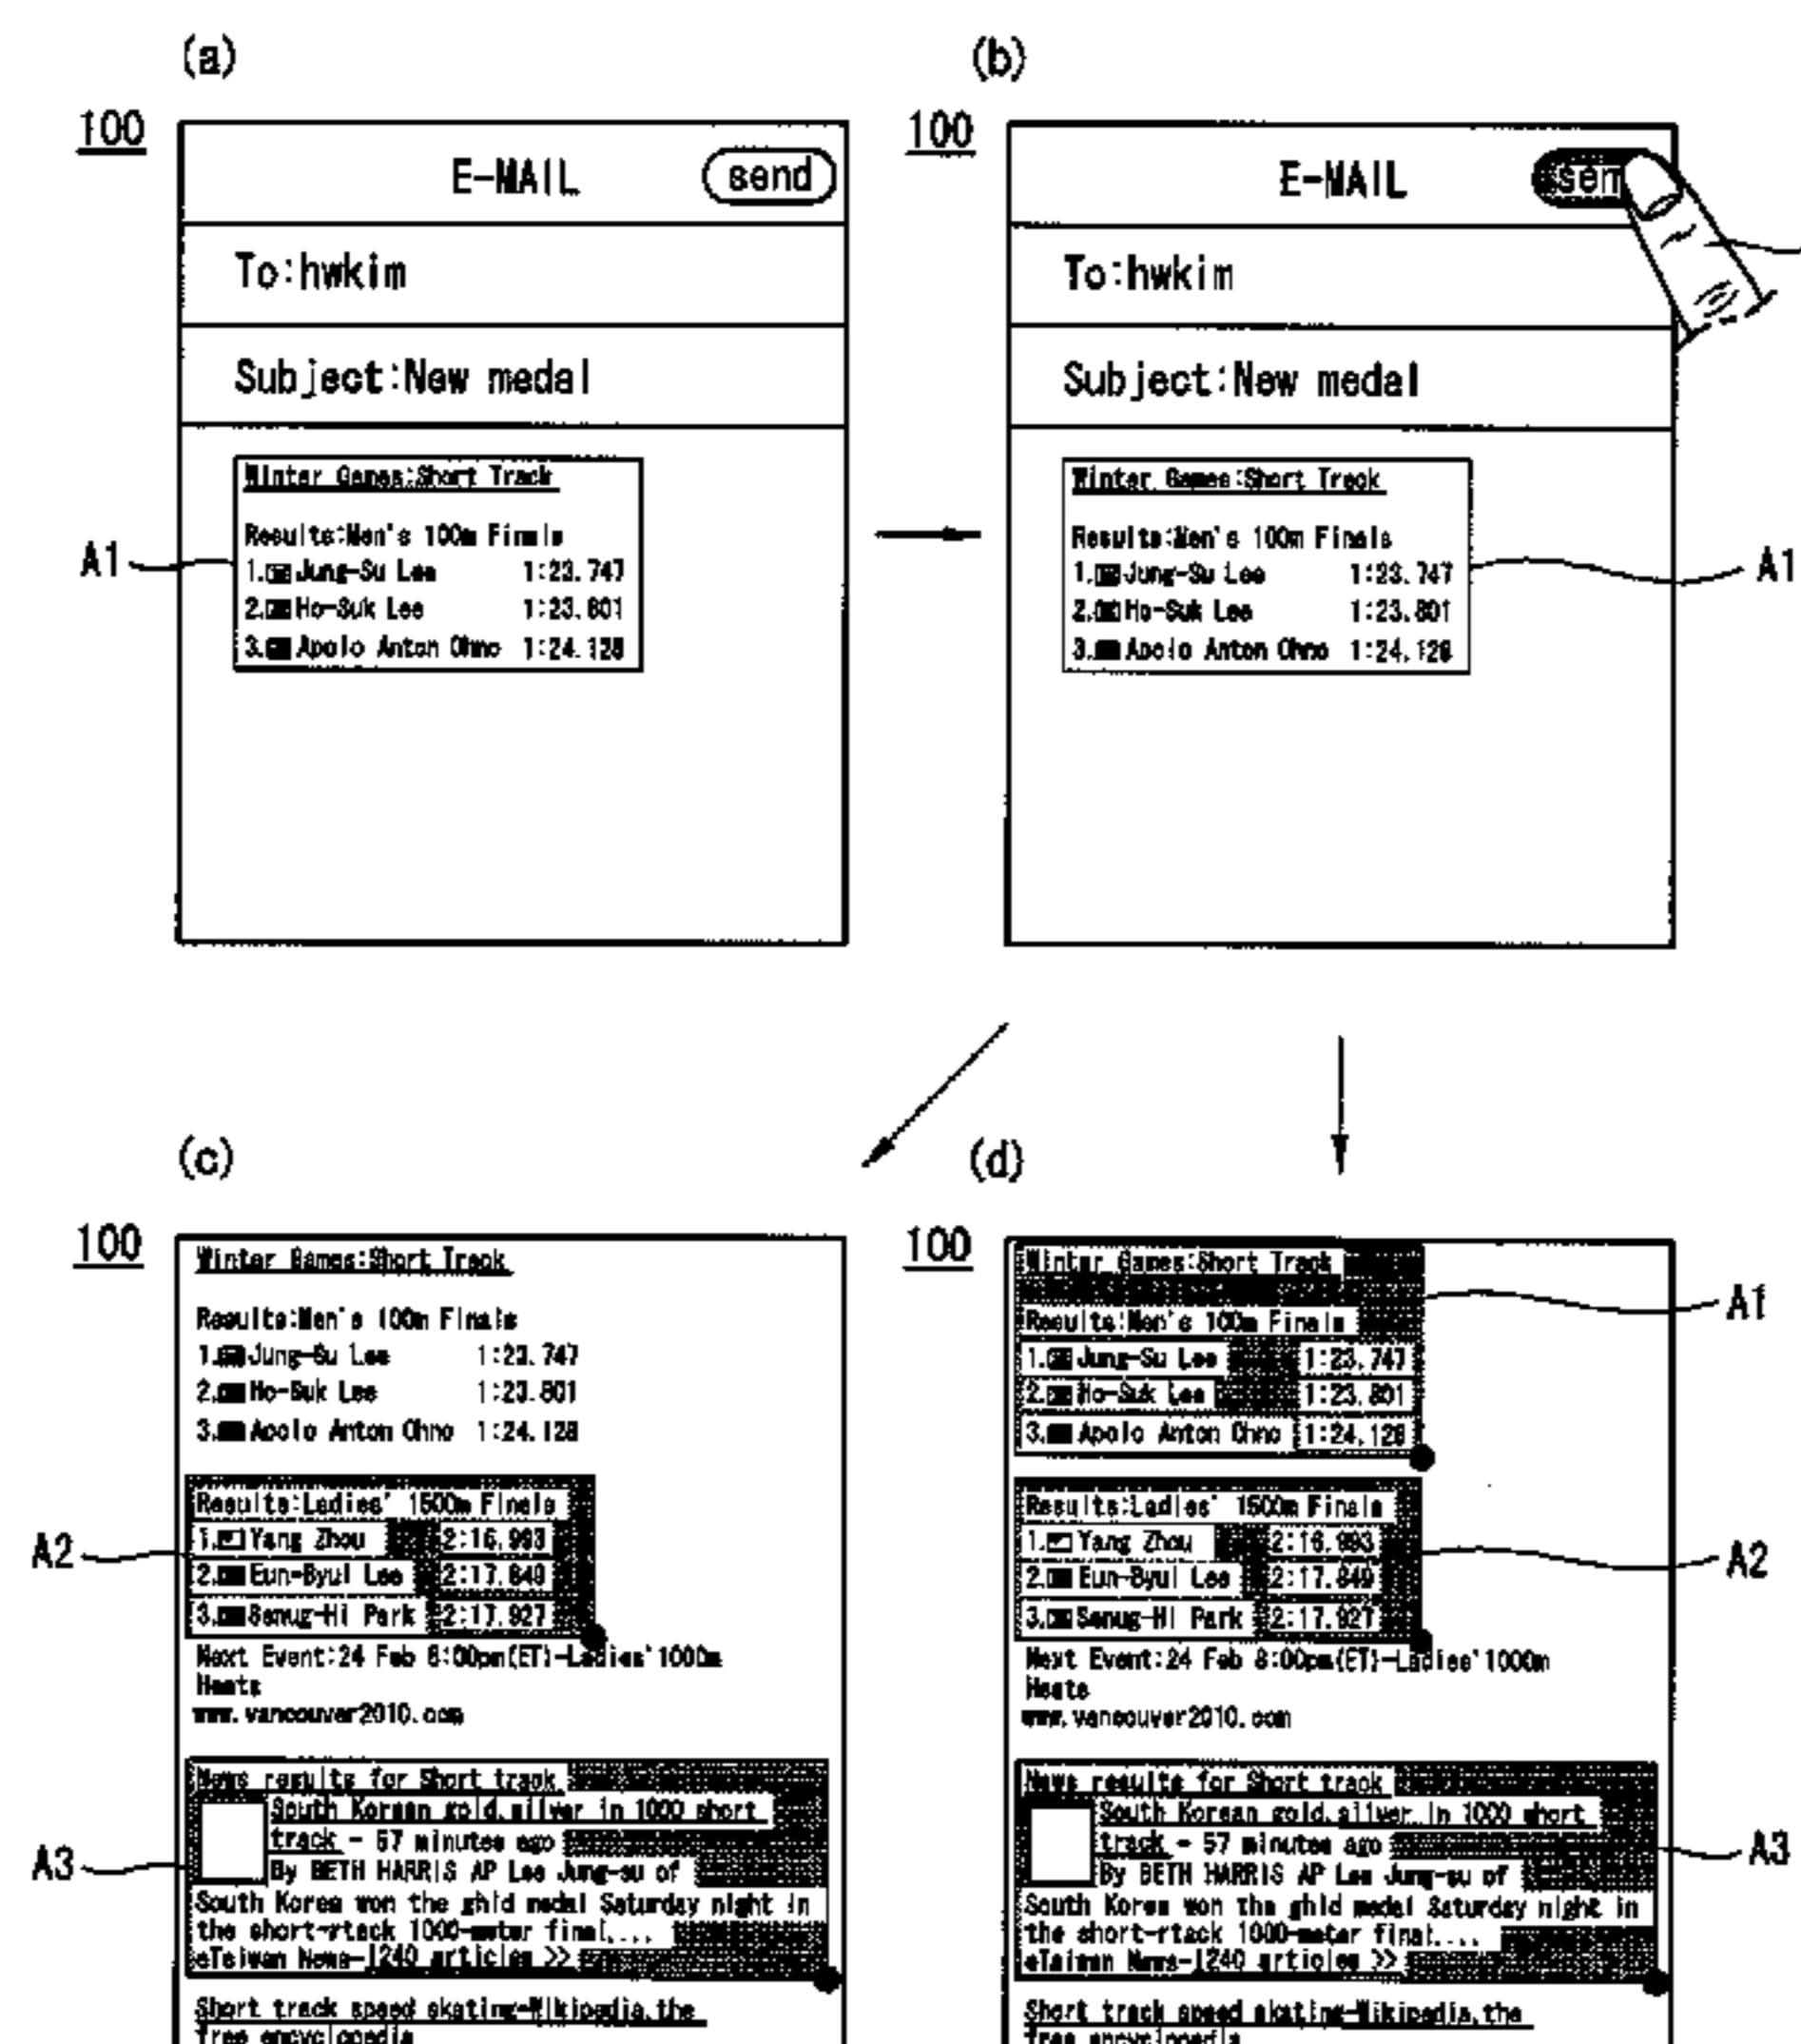 (a)
100
E-MAIL
send
To:hwkim
Subject:New medal
Winter Games:Short Track
Results:Men's 100m Finals
1. Jung-Su Lee 1:23.747
2. Ho-Suk Lee 1:23.801
3. Apolo Anton Ohno 1:24.128
A1
(b)
100
E-MAIL
sen
To:hwkim
Subject:New medal
Winter Games:Short Track
Results:Men's 100m Finals
1. Jung-Su Lee 1:23.747
2. Ho-Suk Lee 1:23.801
3. Apolo Anton Ohno 1:24.128
A1
(c)
100
Winter Games:Short Track
Results:Men's 100m Finals
1. Jung-Su Lee 1:23.747
2. Ho-Suk Lee 1:23.801
3. Apolo Anton Ohno 1:24.128
Results:Ladies' 1500m Finals
1. Yang Zhou 2:16.993
2. Eun-Byul Lee 2:17.849
3. Senug-Hi Park 2:17.927
A2
Next Event:24 Feb 8:00pm(ET)-Ladies'1000m
Heats
www.vancouver2010.com
News results for Short track
South Korean gold,silver in 1000 short
track - 57 minutes ago
By BETH HARRIS AP Lee Jung-su of
South Korea won the ghld medal Saturday night in
the short-rtack 1000-meter final....
eTaiwan News-1240 articles >>
A3
Short track speed skating-Wikipedia,the
free encyclopedia
(d)
100
Winter Games:Short Track
Results:Men's 100m Finals
1. Jung-Su Lee 1:23.747
2. Ho-Suk Lee 1:23.801
3. Apolo Anton Ohno 1:24.128
A1
Results:Ladies' 1500m Finals
1. Yang Zhou 2:16.993
2. Eun-Byul Lee 2:17.849
3. Senug-Hi Park 2:17.927
A2
Next Event:24 Feb 8:00pm(ET)-Ladies'1000m
Heats
www.vancouver2010.com
News results for Short track
South Korean gold,silver in 1000 short
track - 57 minutes ago
By BETH HARRIS AP Lee Jung-su of
South Korea won the ghld medal Saturday night in
the short-rtack 1000-meter final....
eTaiwan News-1240 articles >>
A3
Short track speed skating-Wikipedia,the
free encyclopedia